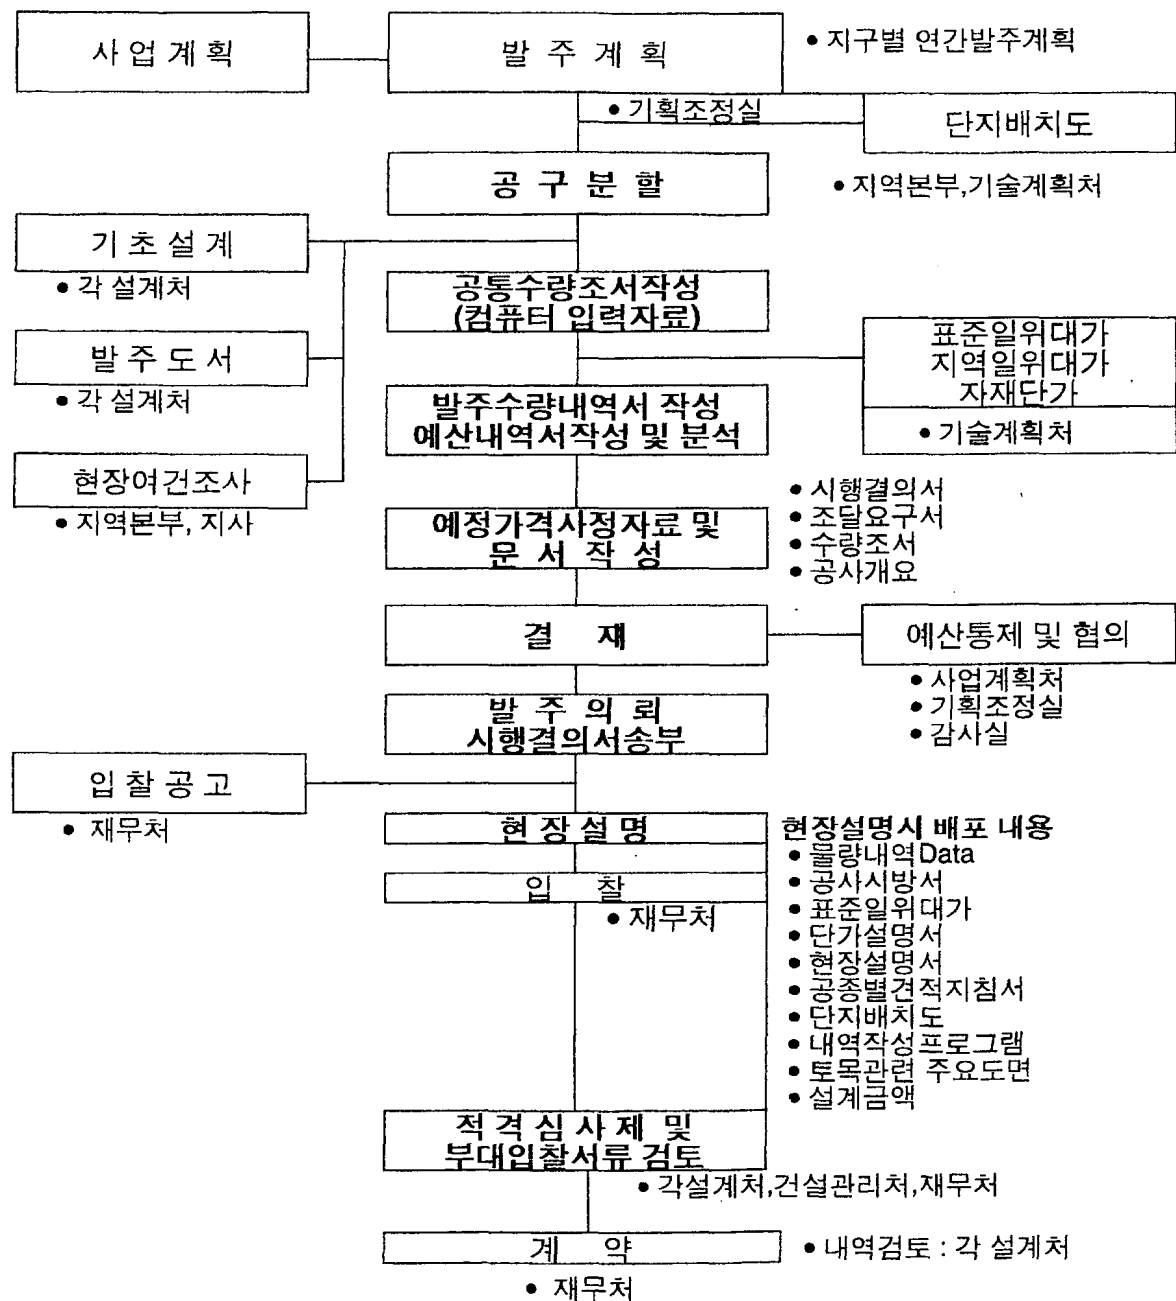 사 업 계 획
발 주 계 획
• 지구별 연간발주계획
• 기획조정실
단지배치도
공 구 분 할
• 지역본부,기술계획처
기 초 설 계
• 각 설계처
공통수량조서작성
(컴퓨터 입력자료)
발 주 도 서
• 각 설계처
표준일위대가
지역일위대가
자재단가
• 기술계획처
발주수량내역서 작성
예산내역서작성 및 분석
현장여건조사
• 지역본부, 지사
예정가격사정자료 및
문 서 작 성
• 시행결의서
• 조달요구서
• 수량조서
• 공사개요
결 재
예산통제 및 협의
• 사업계획처
• 기획조정실
• 감사실
발 주 의 뢰
시행결의서송부
입 찰 공 고
• 재무처
현 장 설 명
현장설명시 배포 내용
• 물량내역Data
• 공사시방서
• 표준일위대가
• 단가설명서
• 현장설명서
• 공종별견적지침서
• 단지배치도
• 내역작성프로그램
• 토목관련 주요도면
• 설계금액
입 찰
• 재무처
적 격 심 사 제 및
부대입찰서류 검토
• 각설계처,건설관리처,재무처
계 약
• 내역검토 : 각 설계처
• 재무처